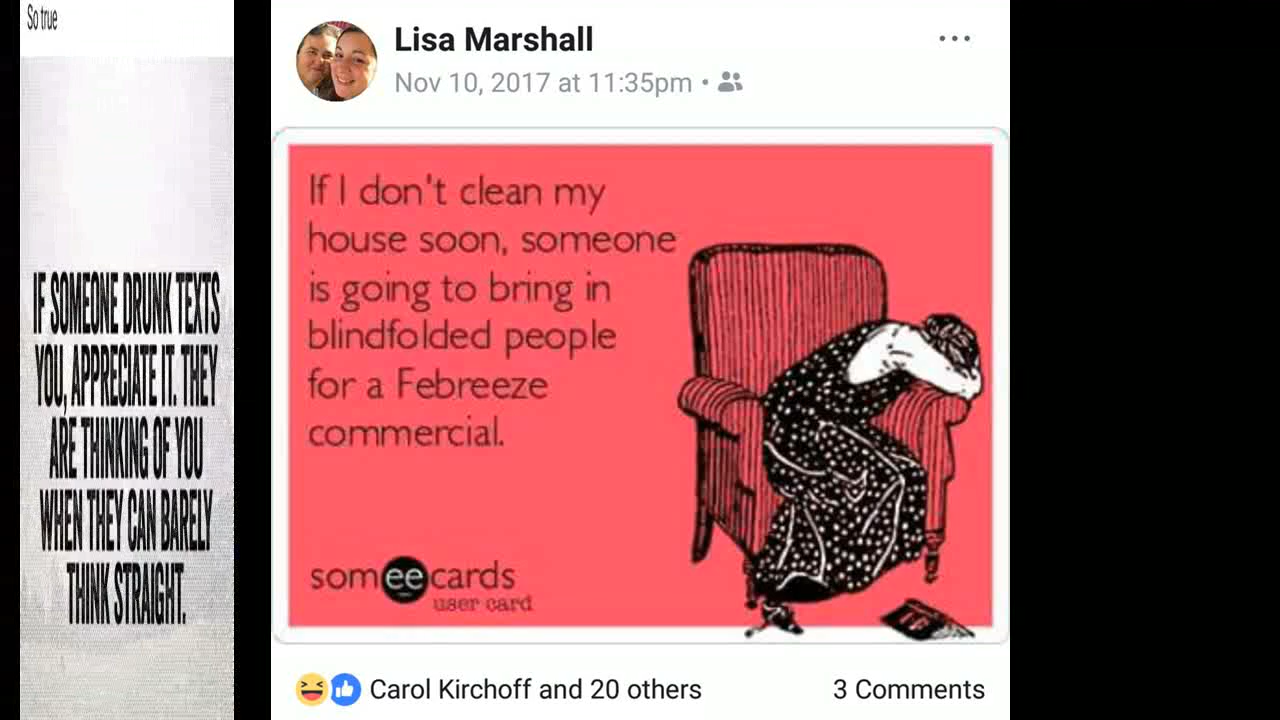 So true
IF SOMEONE DRUNK TEXTS
YOU, APPRECIATE IT. THEY
ARE THINKING OF YOU
WHEN THEY CAN BARELY
THINK STRAIGHT.
Lisa Marshall
Nov 10, 2017 at 11:35pm •
If I don't clean my
house soon, someone
is going to bring in
blindfolded people
for a Febreeze
commercial.
someecards
user card
Carol Kirchoff and 20 others
3 Comments